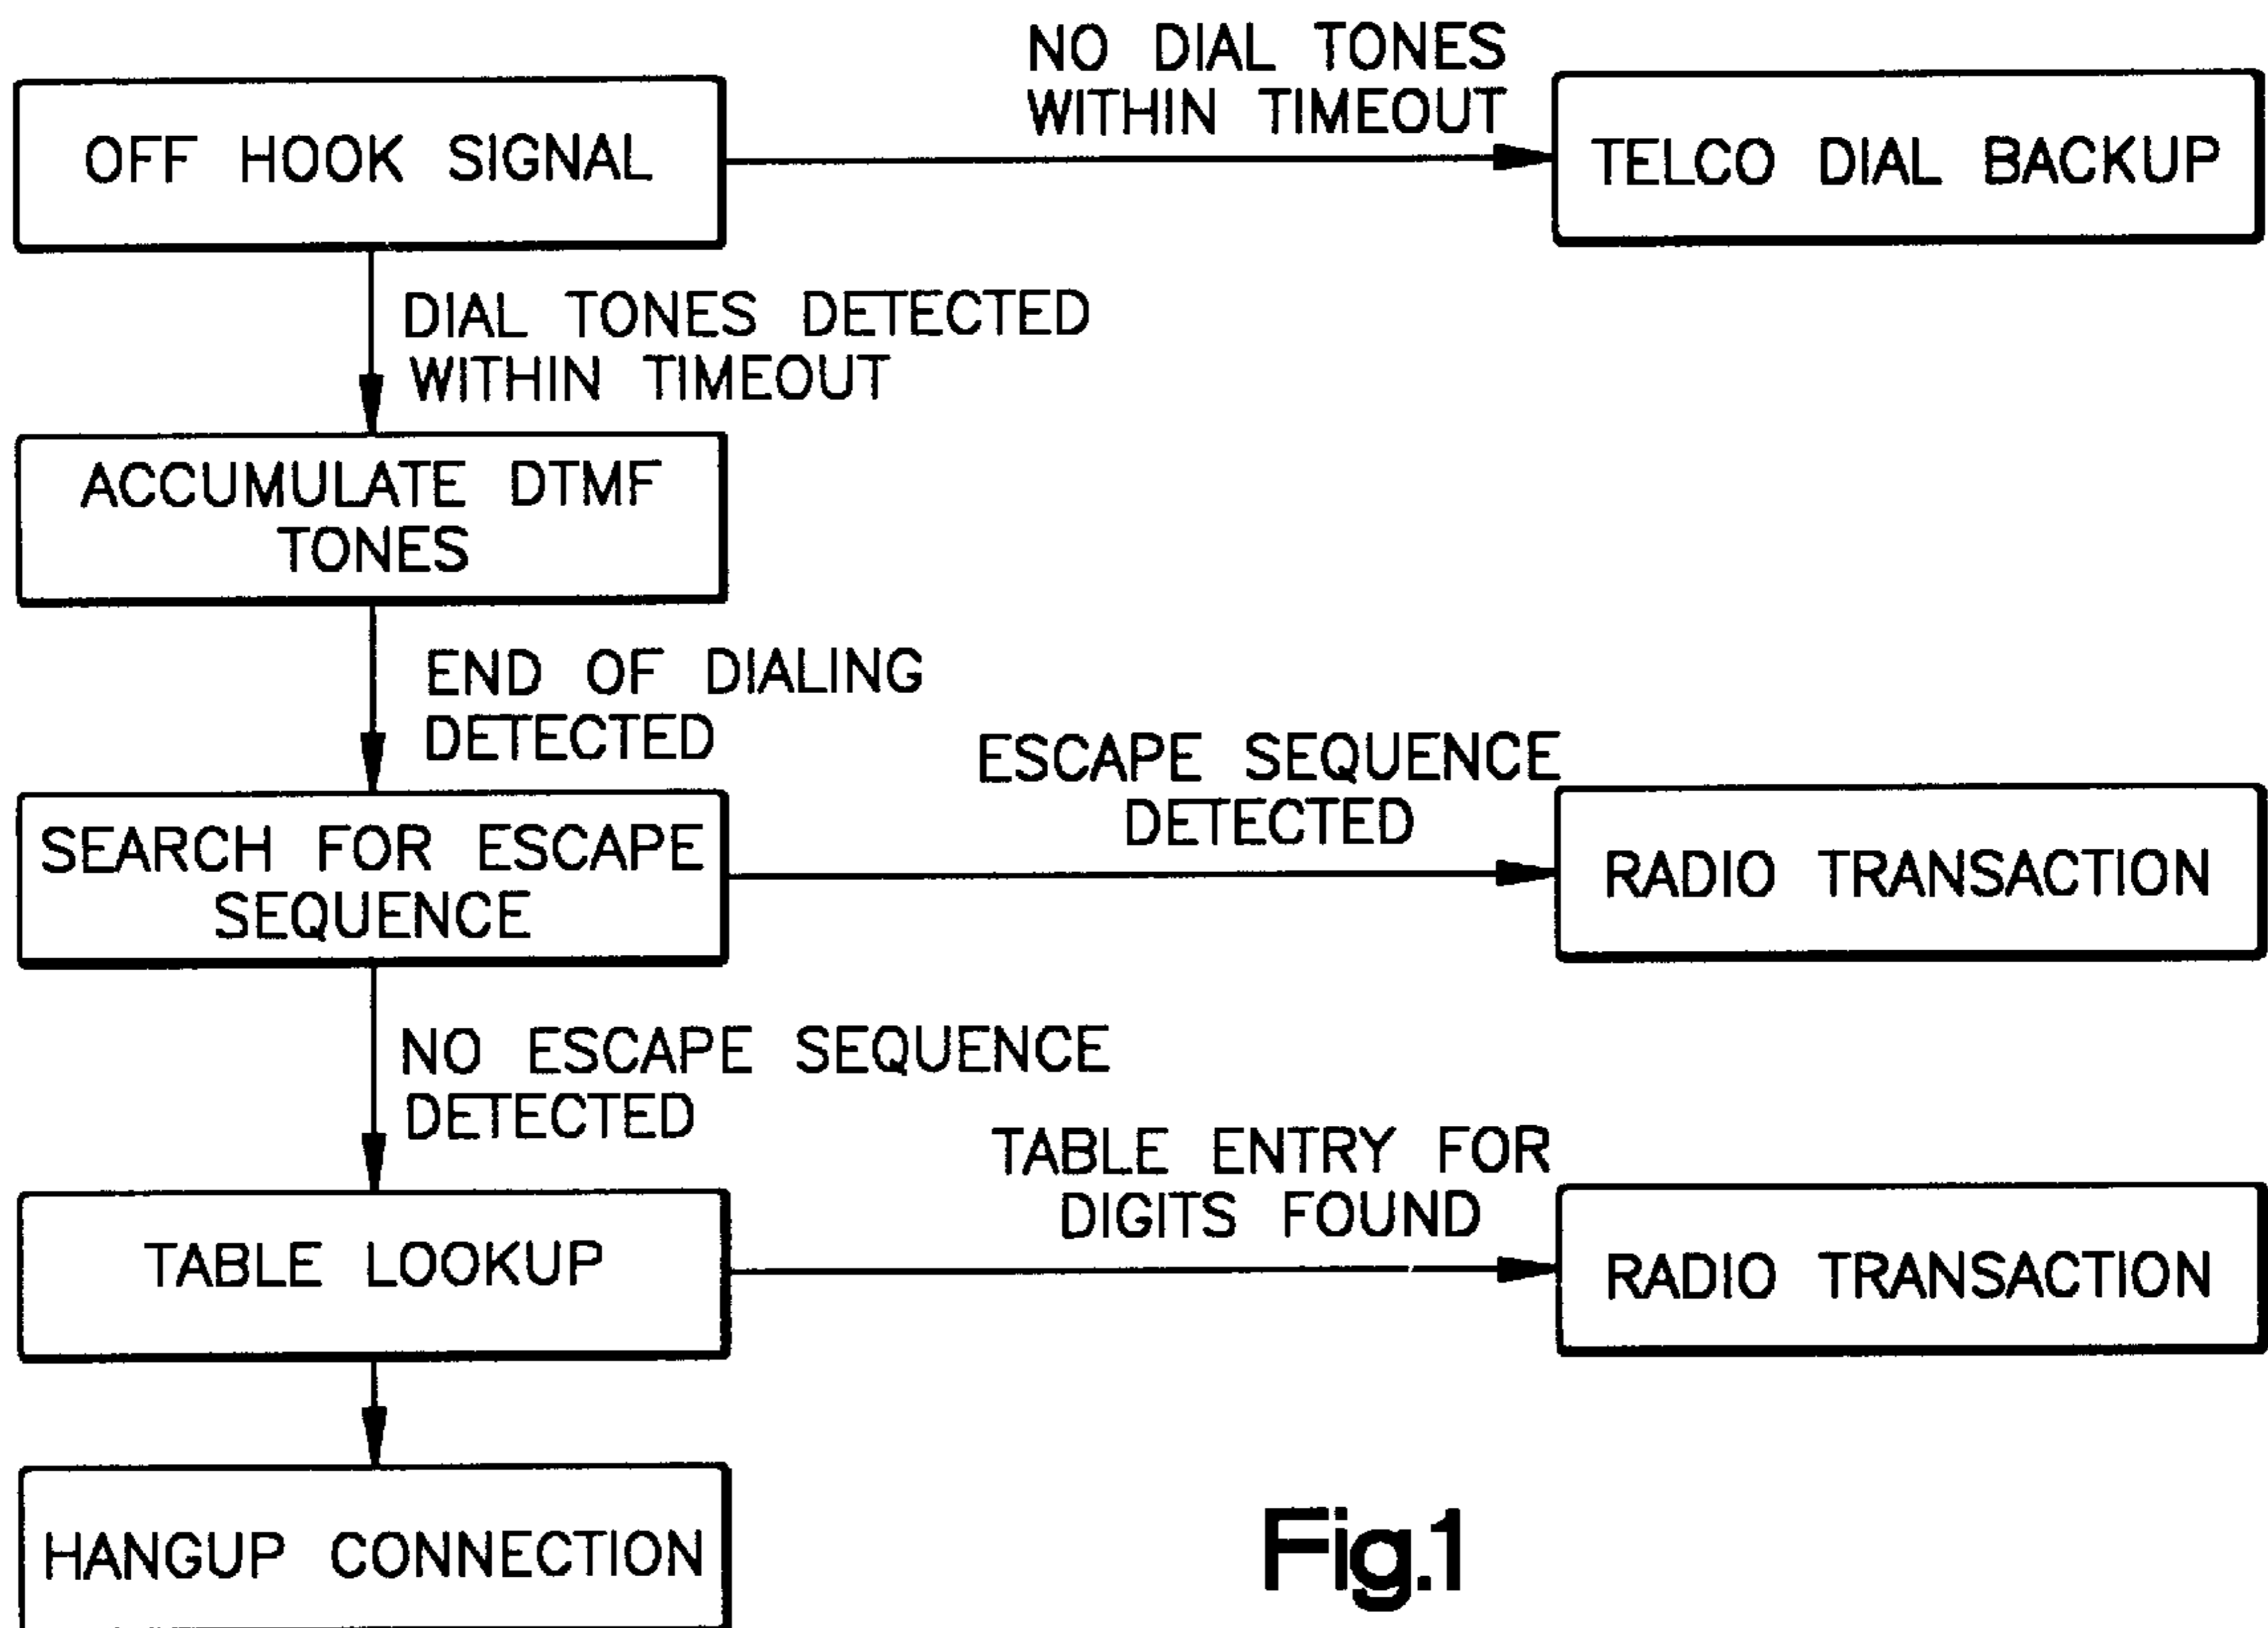 NO DIAL TONES
WITHIN TIMEOUT
OFF HOOK SIGNAL
TELCO DIAL BACKUP
DIAL TONES DETECTED
WITHIN TIMEOUT
ACCUMULATE DTMF
TONES
END OF DIALING
DETECTED
ESCAPE SEQUENCE
DETECTED
SEARCH FOR ESCAPE
SEQUENCE
RADIO TRANSACTION
NO ESCAPE SEQUENCE
DETECTED
TABLE ENTRY FOR
DIGITS FOUND
TABLE LOOKUP
RADIO TRANSACTION
HANGUP CONNECTION
Fig.1